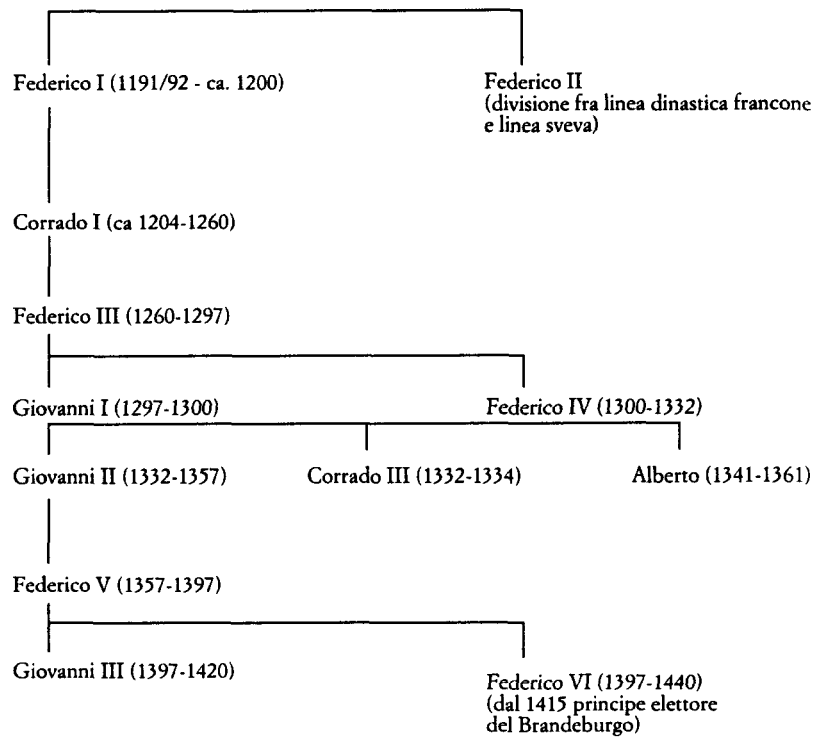 Federico I (1191/92 - ca. 1200)
Federico II
(divisione fra linea dinastica francone
e linea sveva)
Corrado I (ca 1204-1260)
Federico III (1260-1297)
Giovanni I (1297-1300)
Federico IV (1300-1332)
Giovanni II (1332-1357)
Corrado III (1332-1334)
Alberto (1341-1361)
Federico V (1357-1397)
Giovanni III (1397-1420)
Federico VI (1397-1440)
(dal 1415 principe elettore
del Brandeburgo)